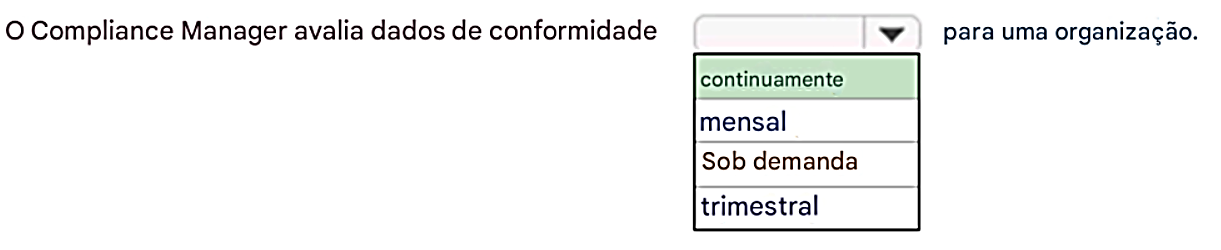 O Compliance Manager avalia dados de conformidade para uma organização.
continuamente
mensal
Sob demanda
trimestral